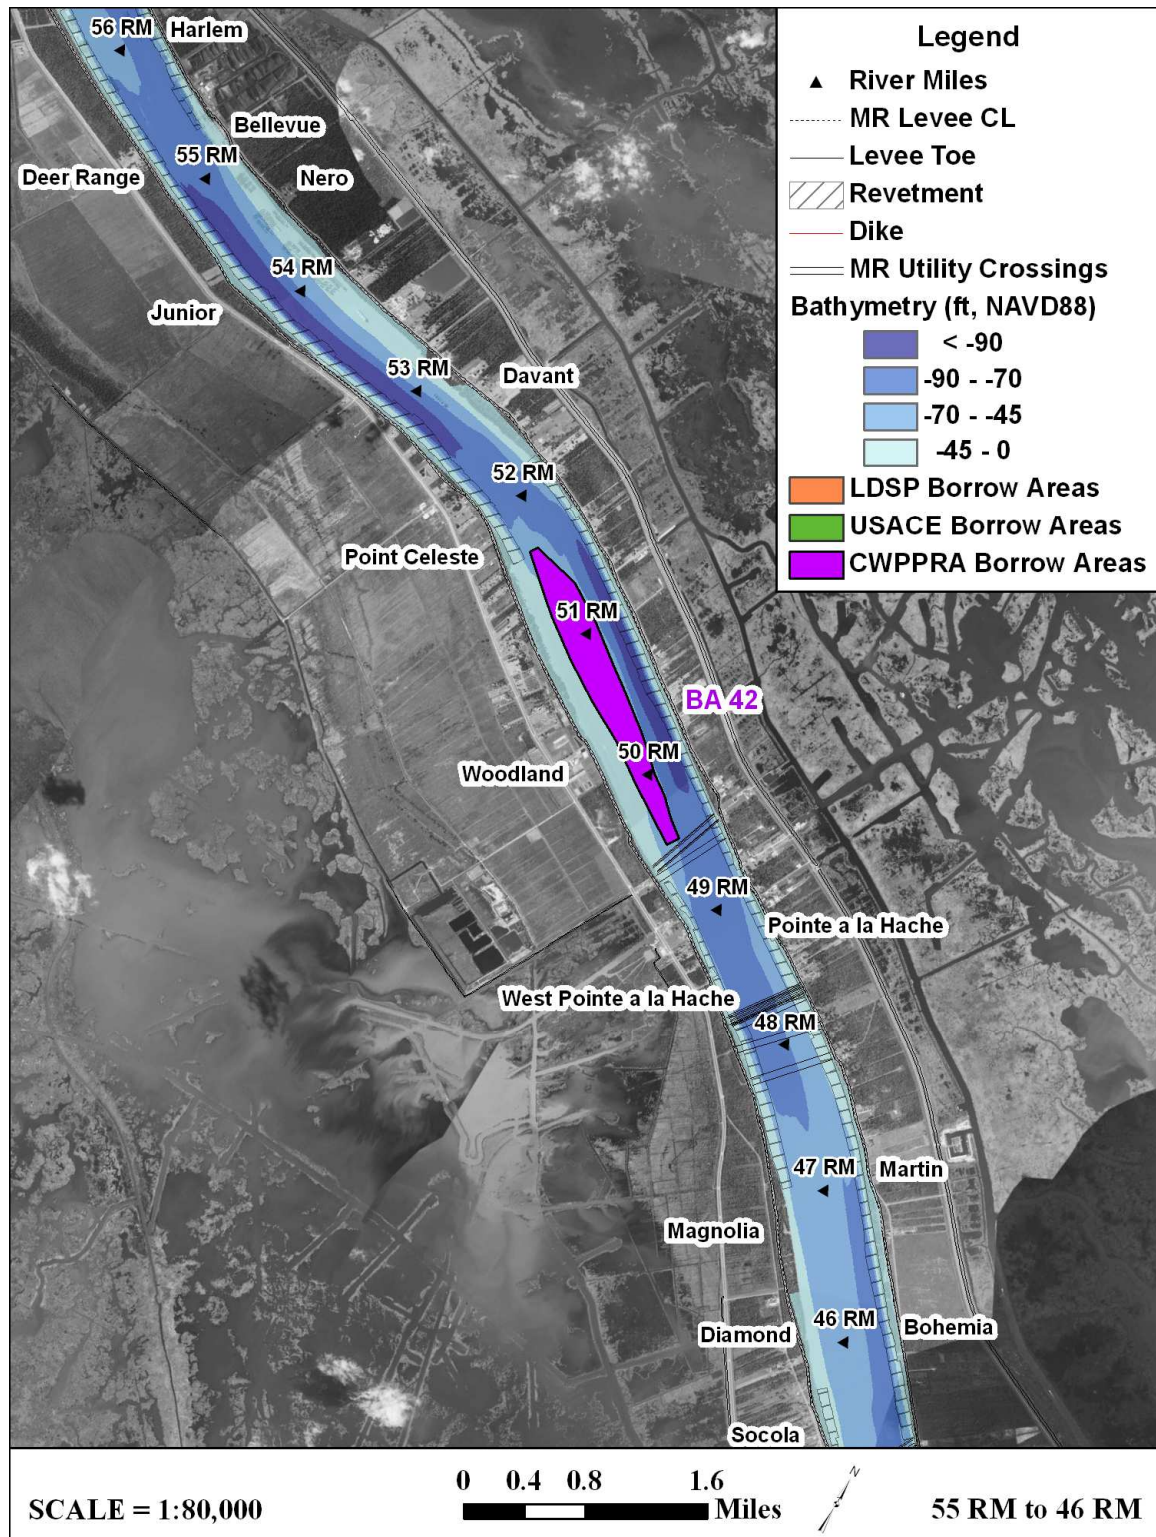 56 RM
Harlem
Bellevue
55 RM
Deer Range
Nero
54 RM
Junior
53 RM
Davant
52 RM
Point Celeste
51 RM
BA 42
50 RM
Woodland
49 RM
Pointe a la Hache
West Pointe a la Hache
48 RM
47 RM
Martin
Magnolia
46 RM
Bohemia
Diamond
Socola
Legend
River Miles
MR Levee CL
Levee Toe
Revetment
Dike
MR Utility Crossings
Bathymetry (ft, NAVD88)
< -90
-90 - -70
-70 - -45
-45 - 0
LDSP Borrow Areas
USACE Borrow Areas
CWPPRA Borrow Areas
SCALE = 1:80,000
0 0.4 0.8 1.6
Miles
N
55 RM to 46 RM